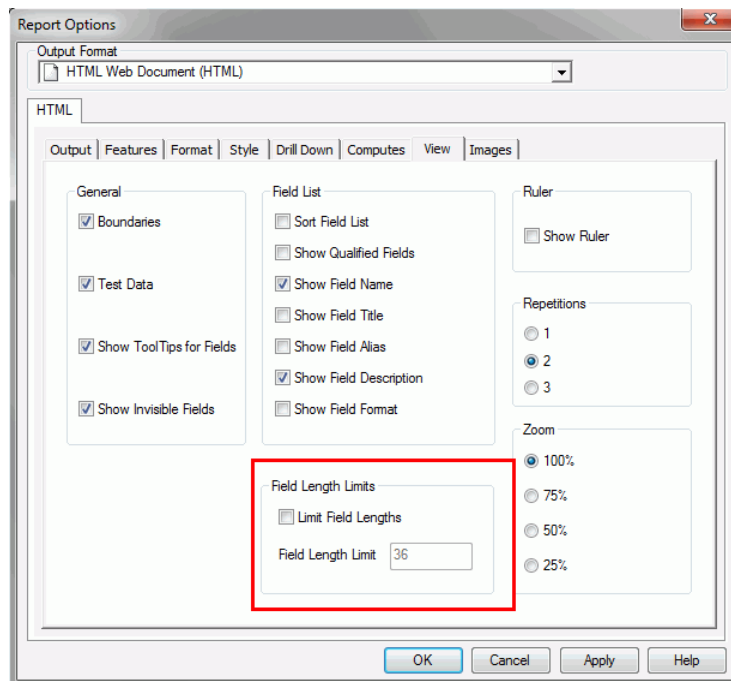 Report Options
Output Format
HTML Web Document (HTML)
HTML
Output Features Format Style Drill Down Computes View Images
General
Boundaries
Test Data
Show ToolTips for Fields
Show Invisible Fields
Field List
Sort Field List
Show Qualified Fields
Show Field Name
Show Field Title
Show Field Alias
Show Field Description
Show Field Format
Field Length Limits
Limit Field Lengths
Field Length Limit 36
Ruler
Show Ruler
Repetitions
1
2
3
Zoom
100%
75%
50%
25%
OK Cancel Apply Help